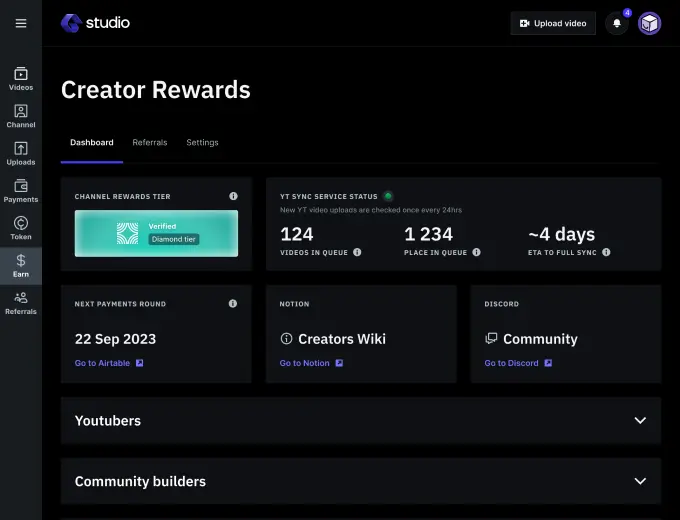 studio
Upload video
4
Videos
Channel
Uploads
Payments
Token
Earn
Referrals
Creator Rewards
Dashboard
Referrals
Settings
CHANNEL REWARDS TIER
Verified
Diamond tier
YT SYNC SERVICE STATUS
New YT video uploads are checked once every 24hrs
124
1 234
~4 days
VIDEOS IN QUEUE
PLACE IN QUEUE
ETA TO FULL SYNC
NEXT PAYMENTS ROUND
22 Sep 2023
Go to Airtable
NOTION
Creators Wiki
Go to Notion
DISCORD
Community
Go to Discord
Youtubers
Community builders